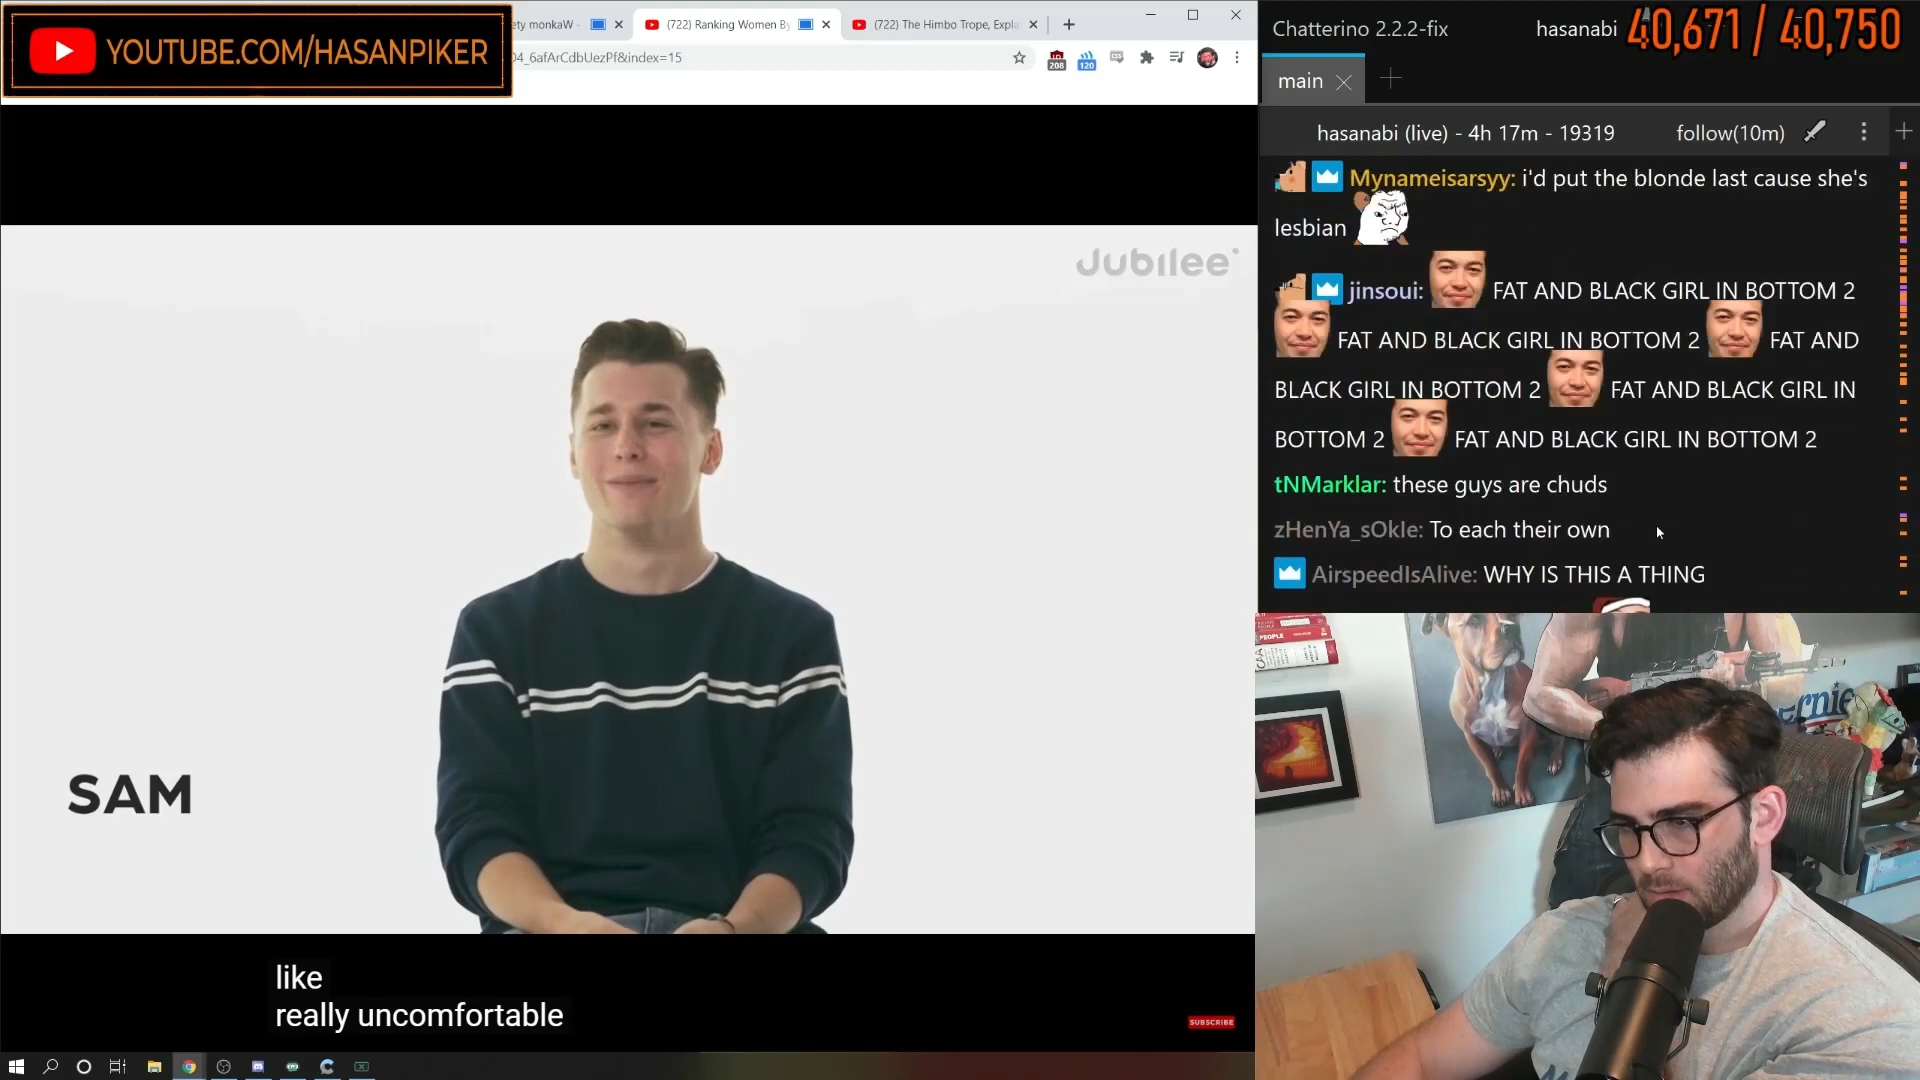 YOUTUBE.COM/HASANPIKER
ety monkaW -
(722) Ranking Women By
(722) The Himbo Trope, Expla
04_6afArCdbUezPf&index=15
208
120
Jubilee
SAM
like
really uncomfortable
SUBSCRIBE
Chatterino 2.2.2-fix
hasanabi
40,671 / 40,750
main
hasanabi (live) - 4h 17m - 19319
follow(10m)
Mynameisarsyy: i'd put the blonde last cause she's
lesbian
jinsoui: FAT AND BLACK GIRL IN BOTTOM 2
FAT AND BLACK GIRL IN BOTTOM 2 FAT AND
BLACK GIRL IN BOTTOM 2 FAT AND BLACK GIRL IN
BOTTOM 2 FAT AND BLACK GIRL IN BOTTOM 2
tNMarklar: these guys are chuds
zHenYa_sOkIe: To each their own
AirspeedIsAlive: WHY IS THIS A THING
PEOPLE
ernie